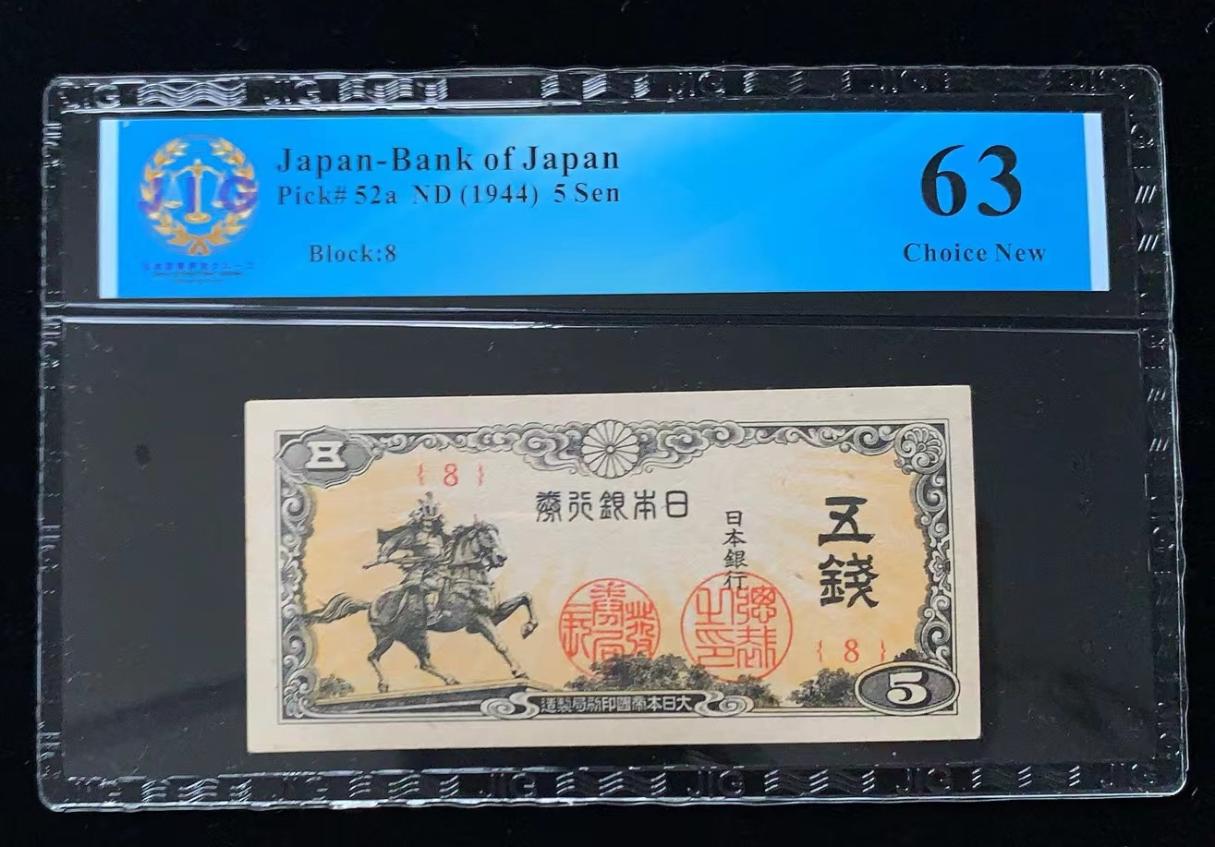 JIG
Japan-Bank of Japan
Pick# 52a ND (1944) 5 Sen
Block:8
63
Choice New
五
{ 8 }
券行銀本日
日本銀行
五錢
{ 8 }
5
造製局刷印國帝本日大